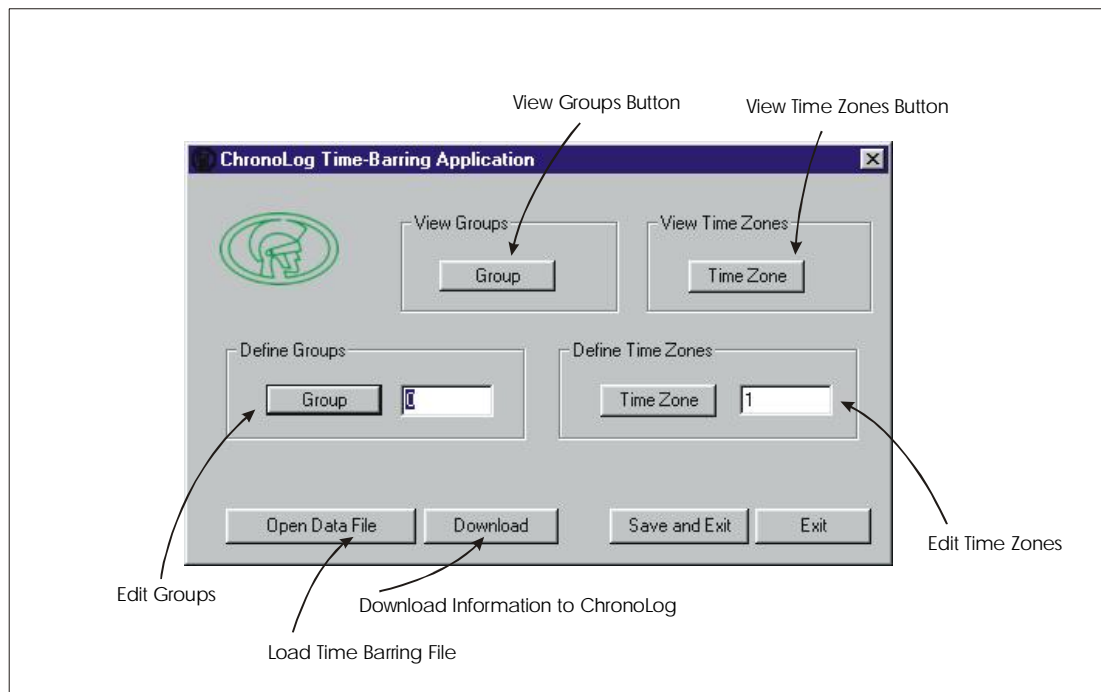 View Groups Button
View Time Zones Button
ChronoLog Time-Barring Application
View Groups
View Time Zones
Group
Time Zone
Define Groups
Define Time Zones
Group
0
Time Zone
1
Open Data File
Download
Save and Exit
Exit
Edit Time Zones
Edit Groups
Download Information to ChronoLog
Load Time Barring File